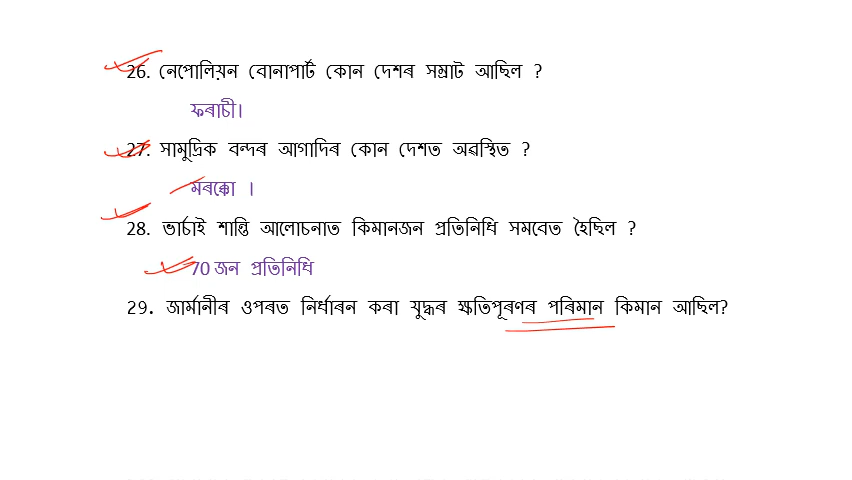 26. নেপোলিয়ন বোনাপাৰ্ট কোন দেশৰ সম্ৰাট আছিল ?
ফৰাচী।
27. সামুদ্ৰিক বন্দৰ আগাদিৰ কোন দেশত অৱস্থিত ?
মৰক্কো ।
28. ভাৰ্চাই শান্তি আলোচনাত কিমানজন প্ৰতিনিধি সমবেত হৈছিল ?
70 জন প্ৰতিনিধি
29. জাৰ্মানীৰ ওপৰত নিৰ্ধাৰন কৰা যুদ্ধৰ ক্ষতিপূৰণৰ পৰিমান কিমান আছিল?